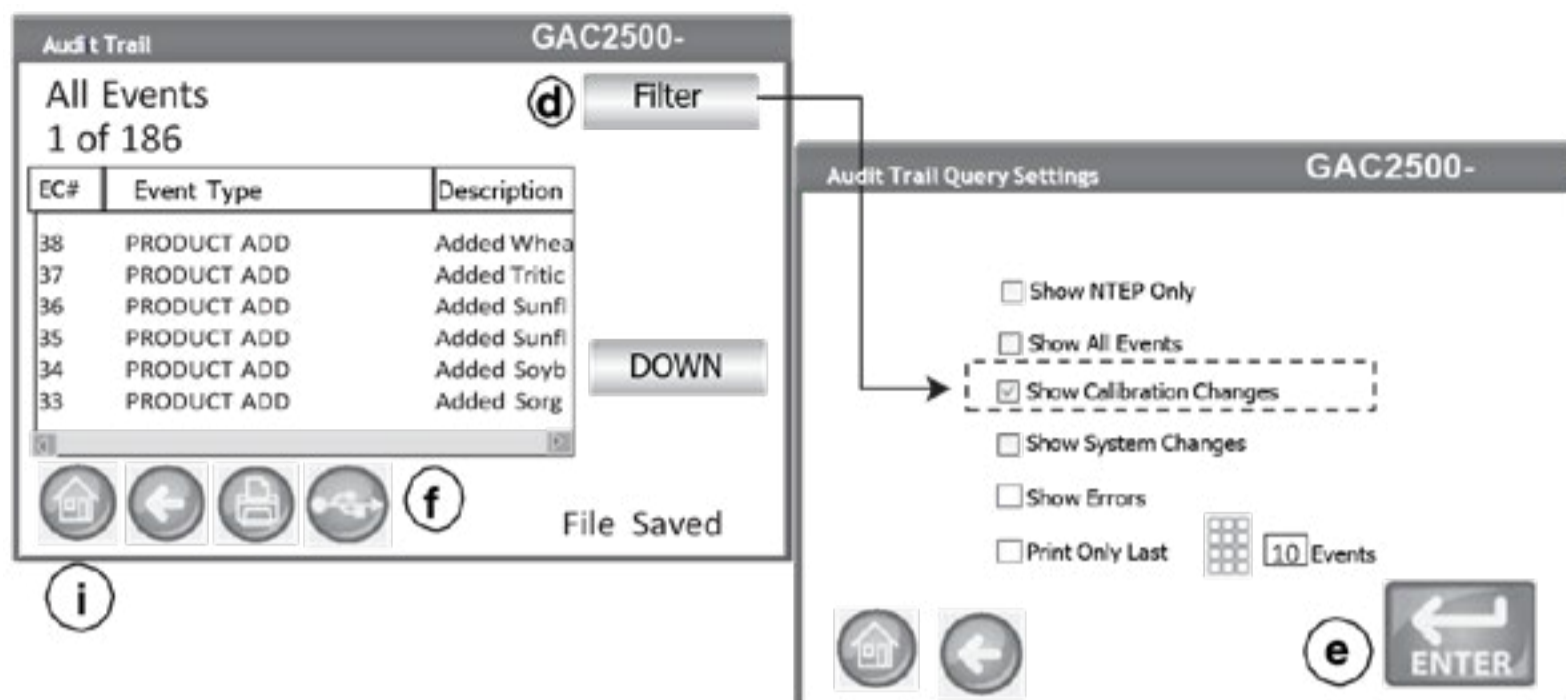 Audit Trail GAC2500-
All Events
1 of 186
d Filter
EC# Event Type Description
38 PRODUCT ADD Added Whea
37 PRODUCT ADD Added Tritic
36 PRODUCT ADD Added Sunfl
35 PRODUCT ADD Added Sunfl
34 PRODUCT ADD Added Soyb
33 PRODUCT ADD Added Sorg
DOWN
f
File Saved
i
Audit Trail Query Settings GAC2500-
Show NTEP Only
Show All Events
Show Calibration Changes
Show System Changes
Show Errors
Print Only Last 10 Events
e ENTER